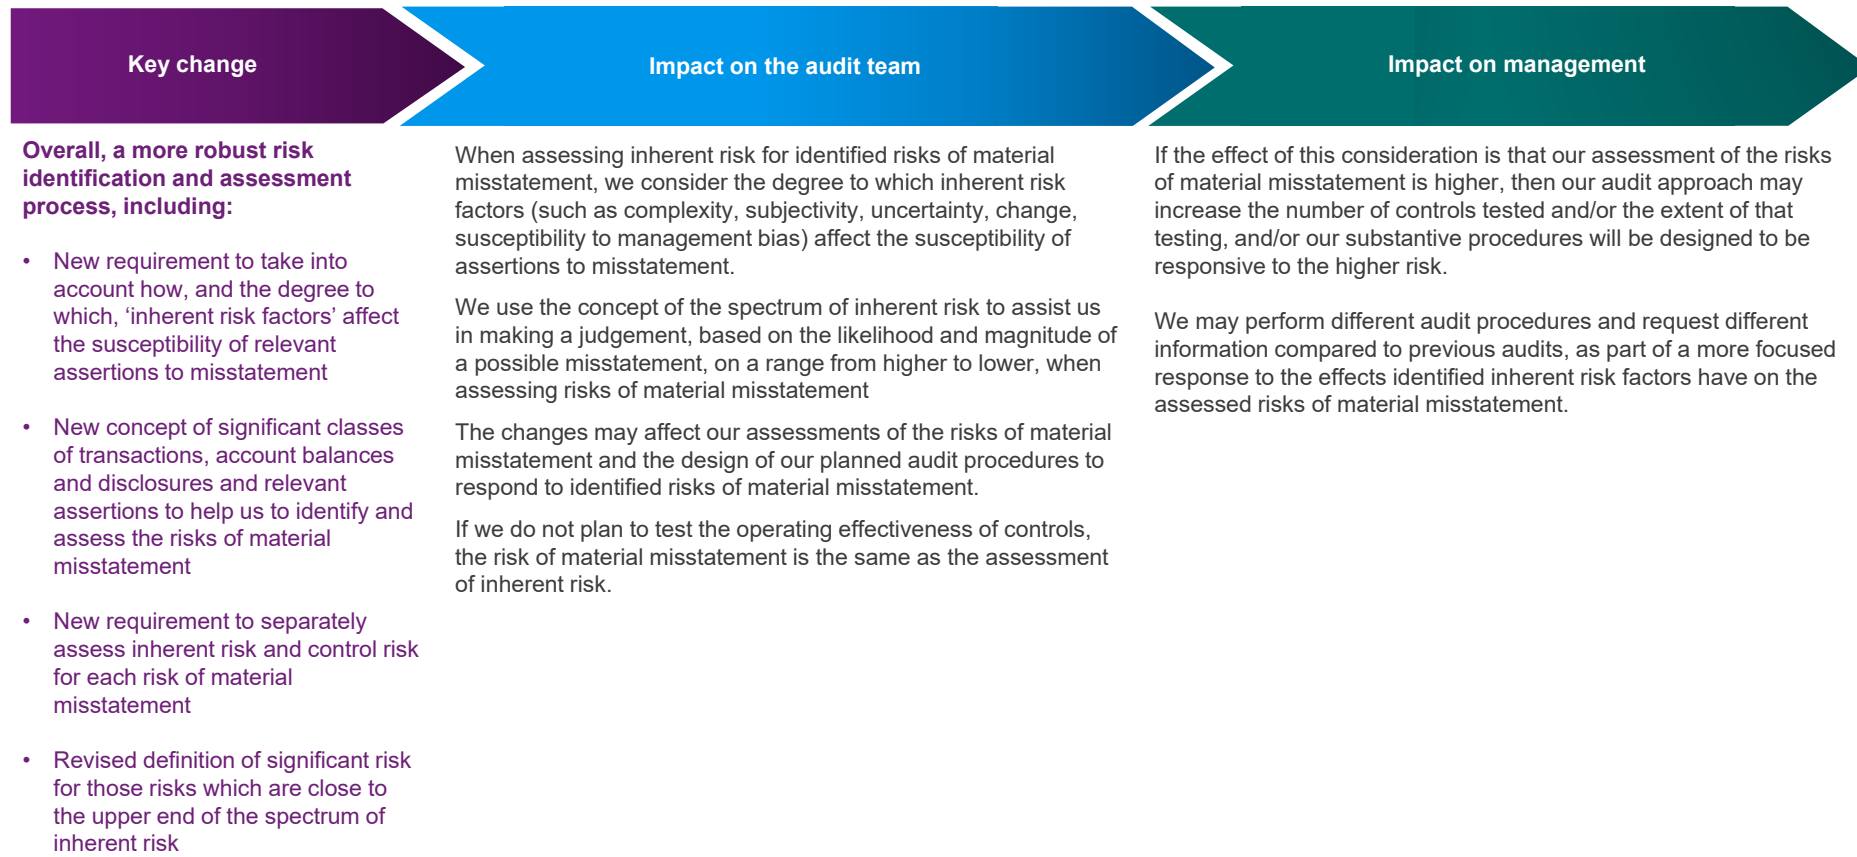 Key change
Impact on the audit team
Impact on management
Overall, a more robust risk
identification and assessment
process, including:
• New requirement to take into
account how, and the degree to
which, ‘inherent risk factors’ affect
the susceptibility of relevant
assertions to misstatement
• New concept of significant classes
of transactions, account balances
and disclosures and relevant
assertions to help us to identify and
assess the risks of material
misstatement
• New requirement to separately
assess inherent risk and control risk
for each risk of material
misstatement
• Revised definition of significant risk
for those risks which are close to
the upper end of the spectrum of
inherent risk
When assessing inherent risk for identified risks of material
misstatement, we consider the degree to which inherent risk
factors (such as complexity, subjectivity, uncertainty, change,
susceptibility to management bias) affect the susceptibility of
assertions to misstatement.
We use the concept of the spectrum of inherent risk to assist us
in making a judgement, based on the likelihood and magnitude of
a possible misstatement, on a range from higher to lower, when
assessing risks of material misstatement
The changes may affect our assessments of the risks of material
misstatement and the design of our planned audit procedures to
respond to identified risks of material misstatement.
If we do not plan to test the operating effectiveness of controls,
the risk of material misstatement is the same as the assessment
of inherent risk.
If the effect of this consideration is that our assessment of the risks
of material misstatement is higher, then our audit approach may
increase the number of controls tested and/or the extent of that
testing, and/or our substantive procedures will be designed to be
responsive to the higher risk.
We may perform different audit procedures and request different
information compared to previous audits, as part of a more focused
response to the effects identified inherent risk factors have on the
assessed risks of material misstatement.